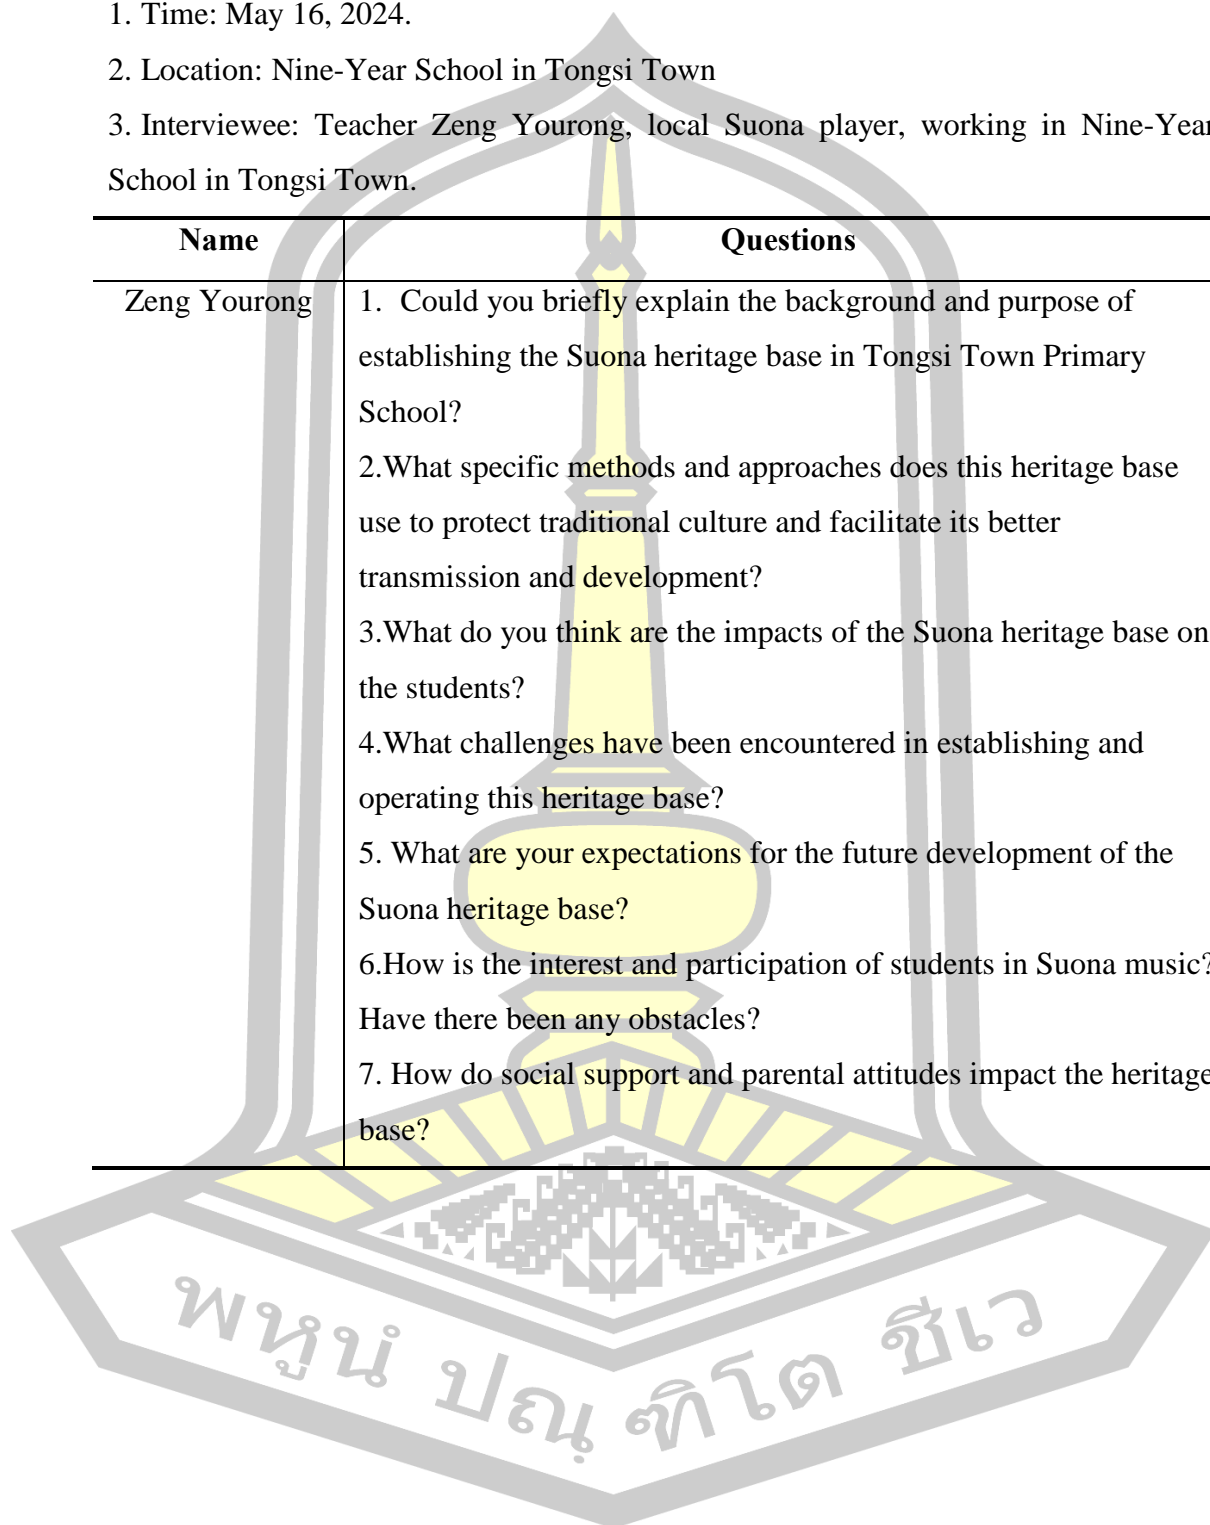 1. Time: May 16, 2024.
2. Location: Nine-Year School in Tongsi Town
3. Interviewee: Teacher Zeng Yourong, local Suona player, working in Nine-Year
School in Tongsi Town.
Name Questions
Zeng Yourong 1. Could you briefly explain the background and purpose of
establishing the Suona heritage base in Tongsi Town Primary
School?
2.What specific methods and approaches does this heritage base
use to protect traditional culture and facilitate its better
transmission and development?
3.What do you think are the impacts of the Suona heritage base on
the students?
4.What challenges have been encountered in establishing and
operating this heritage base?
5. What are your expectations for the future development of the
Suona heritage base?
6.How is the interest and participation of students in Suona music?
Have there been any obstacles?
7. How do social support and parental attitudes impact the heritage
base?
พหูนํ ปณฺฑิโต ชีเว